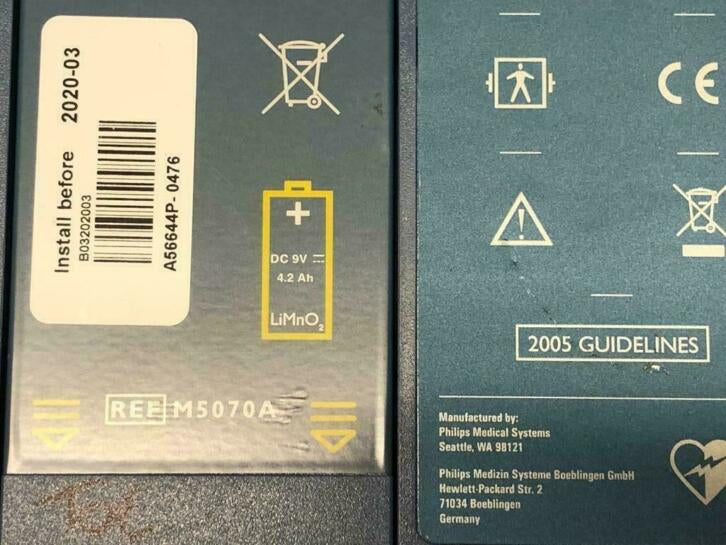 Install before 2020-03
B03202003
A56644P- 0476
+
DC 9V
4.2 Ah
LiMnO₂
REF M5070A
CE
2005 GUIDELINES
Manufactured by:
Philips Medical Systems
Seattle, WA 98121
Philips Medizin Systeme Boeblingen GmbH
Hewlett-Packard Str. 2
71034 Boeblingen
Germany